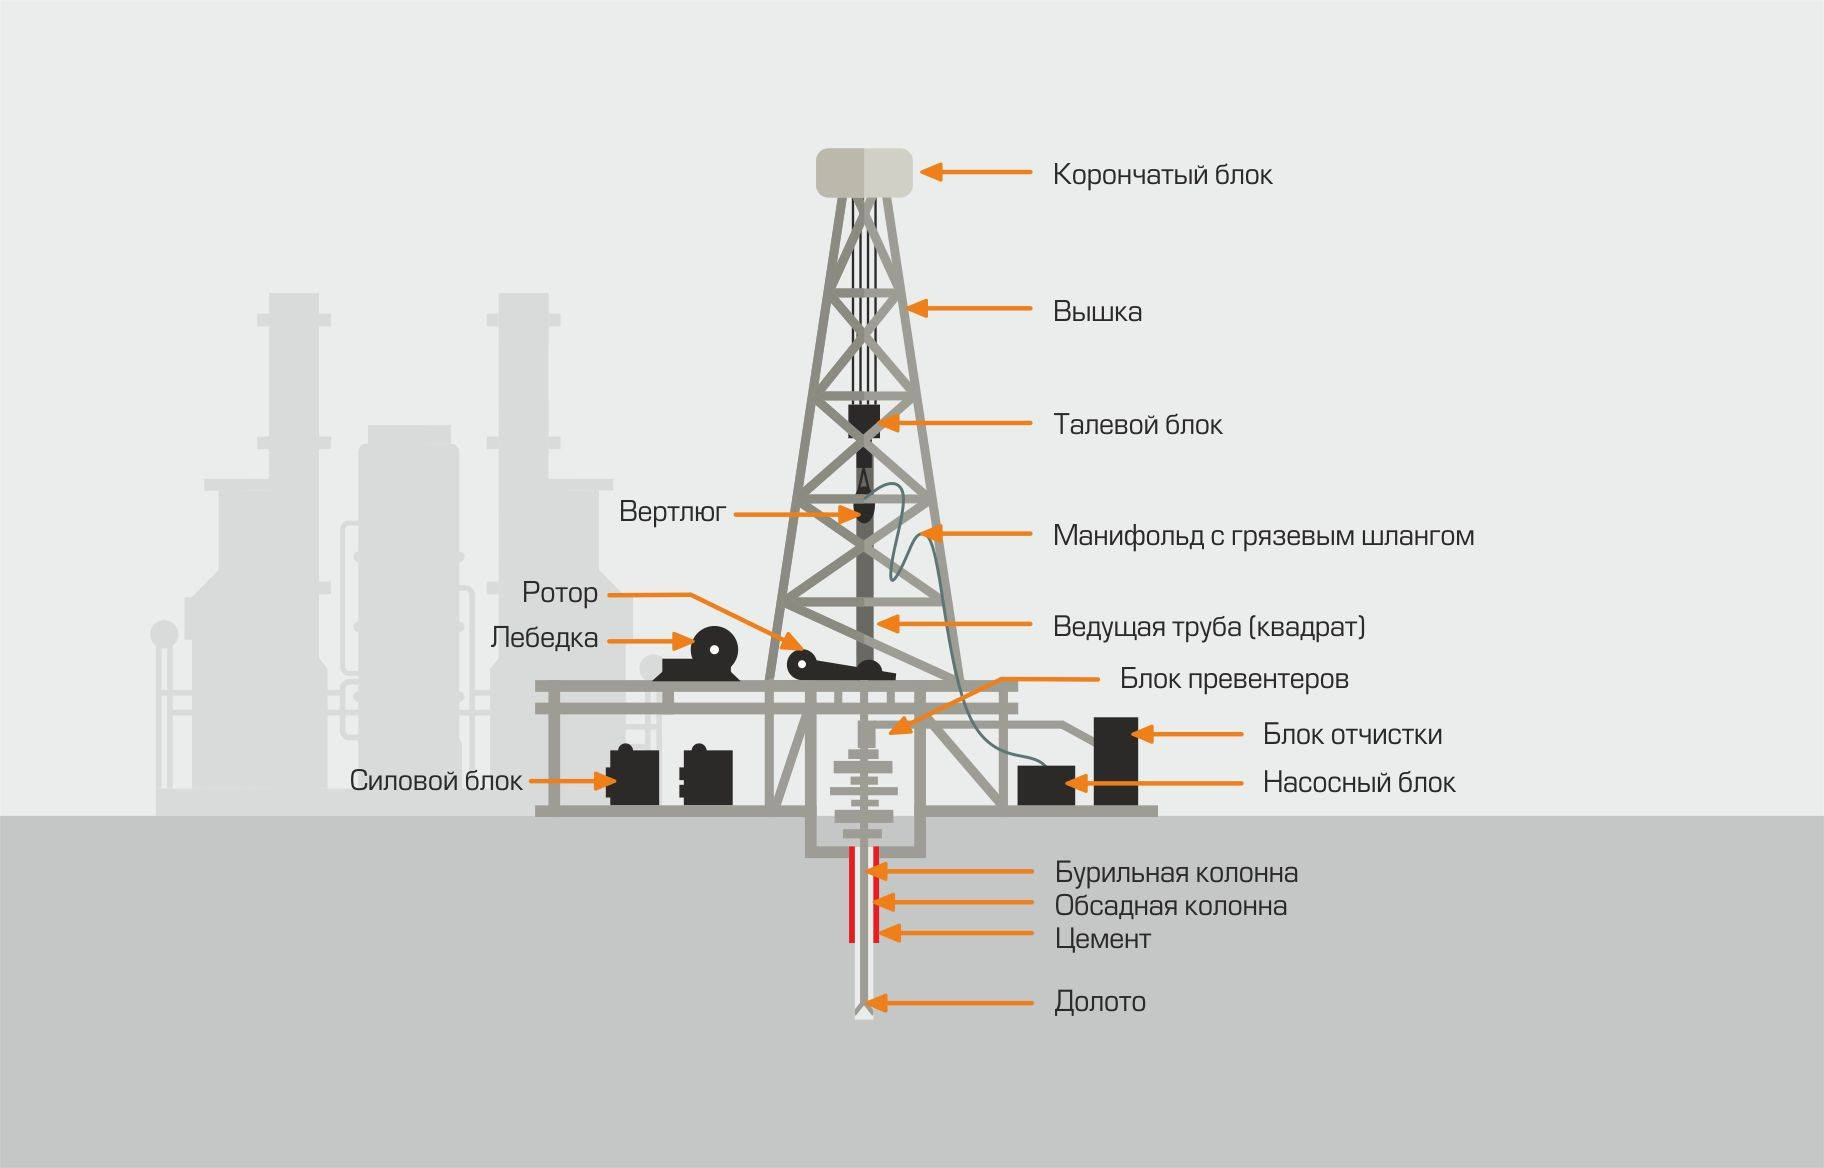 Корончатый блок
Вышка
Талевой блок
Вертлюг
Манифольд с грязевым шлангом
Ротор
Ведущая труба (квадрат)
Лебедка
Блок превентеров
Блок отчистки
Силовой блок
Насосный блок
Бурильная колонна
Обсадная колонна
Цемент
Долото